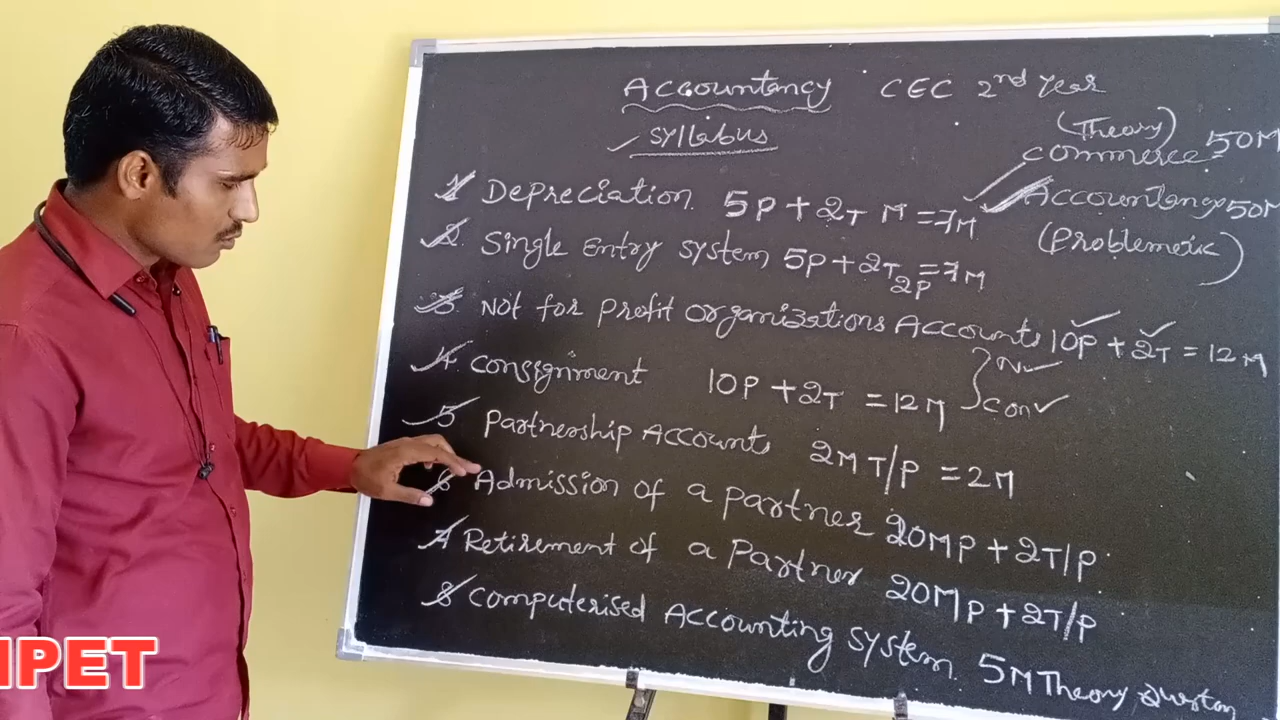 Accountancy CEC 2nd Year
Syllabus
(Theory)
commerce = 50M
Accountancy 50M
(Problemetic)
1. Depreciation. 5P + 2T M = 7M
2. Single Entry system 5P + 2T = 7M
2P
3. Not for Profit Organizations Accounts 10P + 2T = 12M
4. Consignment 10P + 2T = 12M
N
Con
5 Partnership Accounts 2M T/P = 2M
6 Admission of a partner 20MP + 2T/P
7 Retirement of a Partner 20MP + 2T/P
8 Computerised Accounting System. 5M Theory
IPET